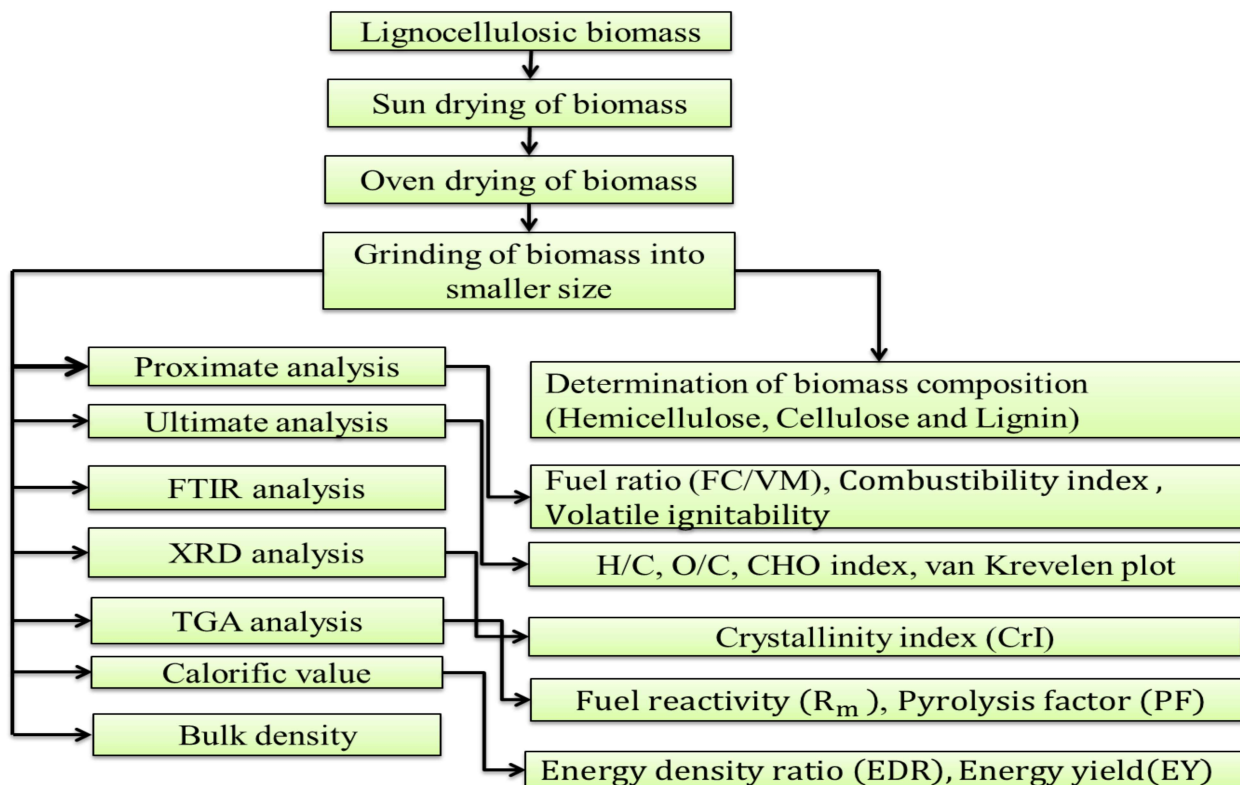 Lignocellulosic biomass
Sun drying of biomass
Oven drying of biomass
Grinding of biomass into
smaller size
Proximate analysis
Ultimate analysis
FTIR analysis
XRD analysis
TGA analysis
Calorific value
Bulk density
Determination of biomass composition
(Hemicellulose, Cellulose and Lignin)
Fuel ratio (FC/VM), Combustibility index ,
Volatile ignitability
H/C, O/C, CHO index, van Krevelen plot
Crystallinity index (CrI)
Fuel reactivity (Rₘ ), Pyrolysis factor (PF)
Energy density ratio (EDR), Energy yield(EY)